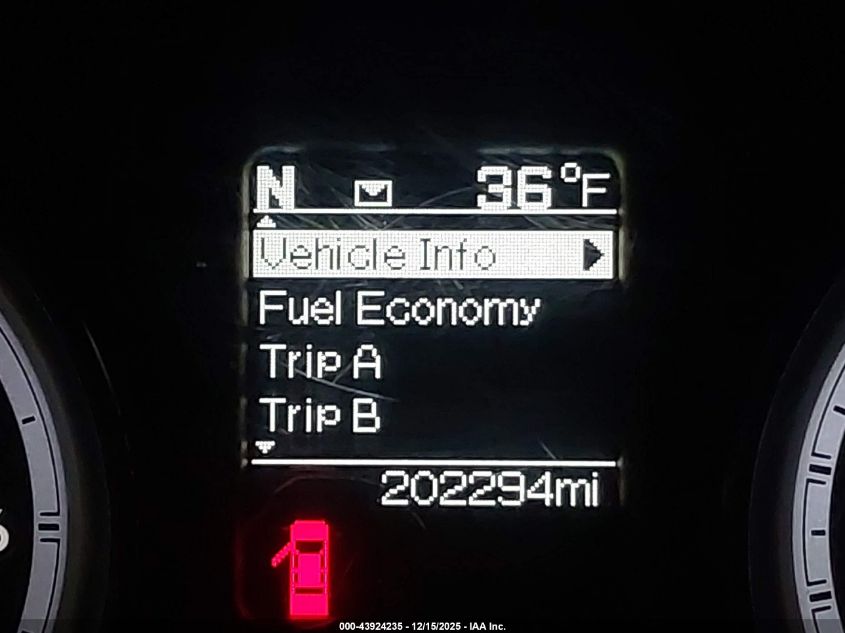 N 36°F
Vehicle Info
Fuel Economy
Trip A
Trip B
202294mi
000-43924235 - 12/15/2025 - IAA Inc.